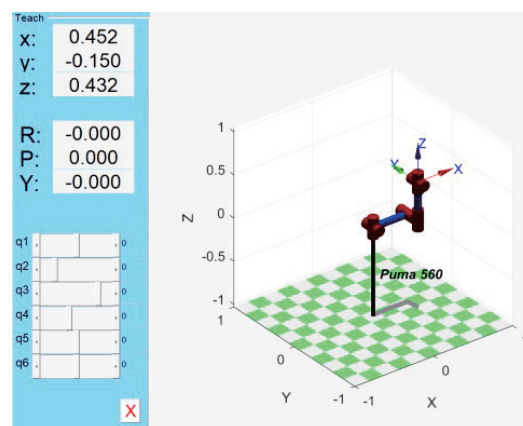 Teach
x: 0.452
y: -0.150
z: 0.432
R: -0.000
P: 0.000
Y: -0.000
q1 0
q2 0
q3 0
q4 0
q5 0
q6 0
X
Z
1
0.5
0
-0.5
-1
1
0
-1
Y
-1
0
1
X
Z
Y
X
Puma 560